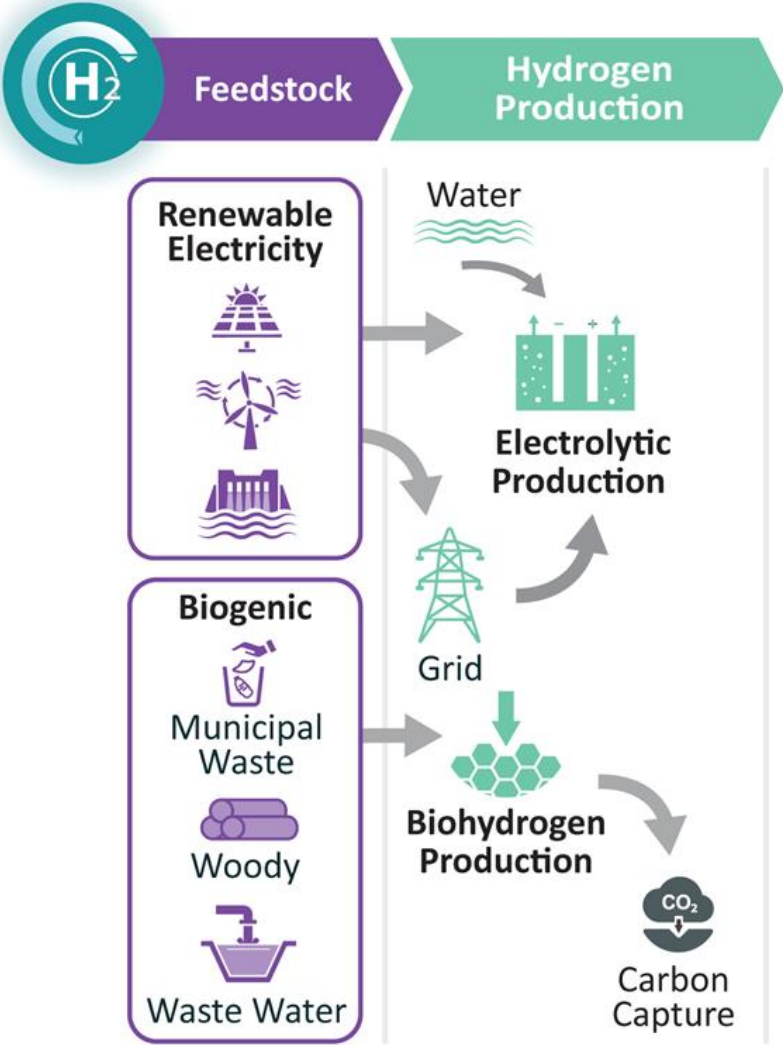 H2
Feedstock
Hydrogen
Production
Renewable
Electricity
Water
- +
Electrolytic
Production
Grid
Biogenic
Municipal
Waste
Woody
Waste Water
Biohydrogen
Production
CO₂
Carbon
Capture